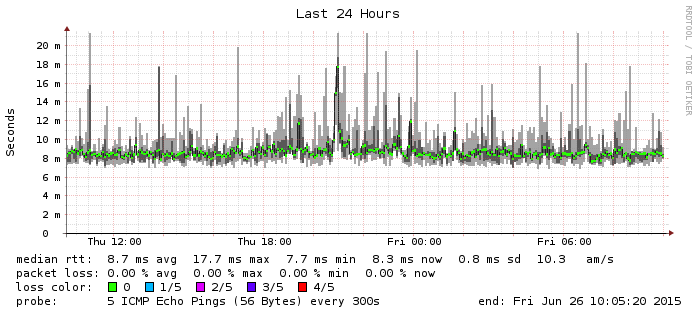 Last 24 Hours
RRDTOOL / TOBI OETIKER
Seconds
20 m
18 m
16 m
14 m
12 m
10 m
8 m
6 m
4 m
2 m
0
Thu 12:00 Thu 18:00 Fri 00:00 Fri 06:00
median rtt: 8.7 ms avg 17.7 ms max 7.7 ms min 8.3 ms now 0.8 ms sd 10.3 am/s
packet loss: 0.00 % avg 0.00 % max 0.00 % min 0.00 % now
loss color: 0 1/5 2/5 3/5 4/5
probe: 5 ICMP Echo Pings (56 Bytes) every 300s end: Fri Jun 26 10:05:20 2015